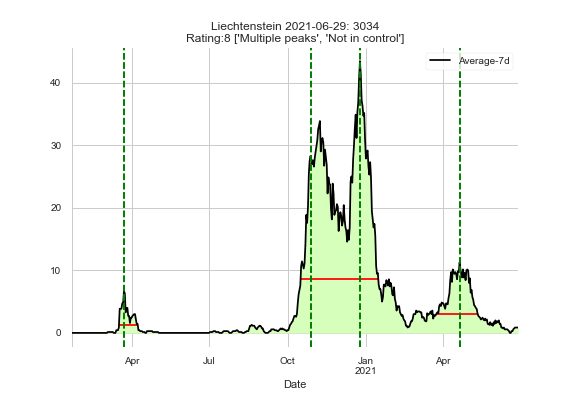 Liechtenstein 2021-06-29: 3034
Rating:8 ['Multiple peaks', 'Not in control']
Average-7d
40
30
20
10
0
Apr
Jul
Oct
Jan
2021
Apr
Date